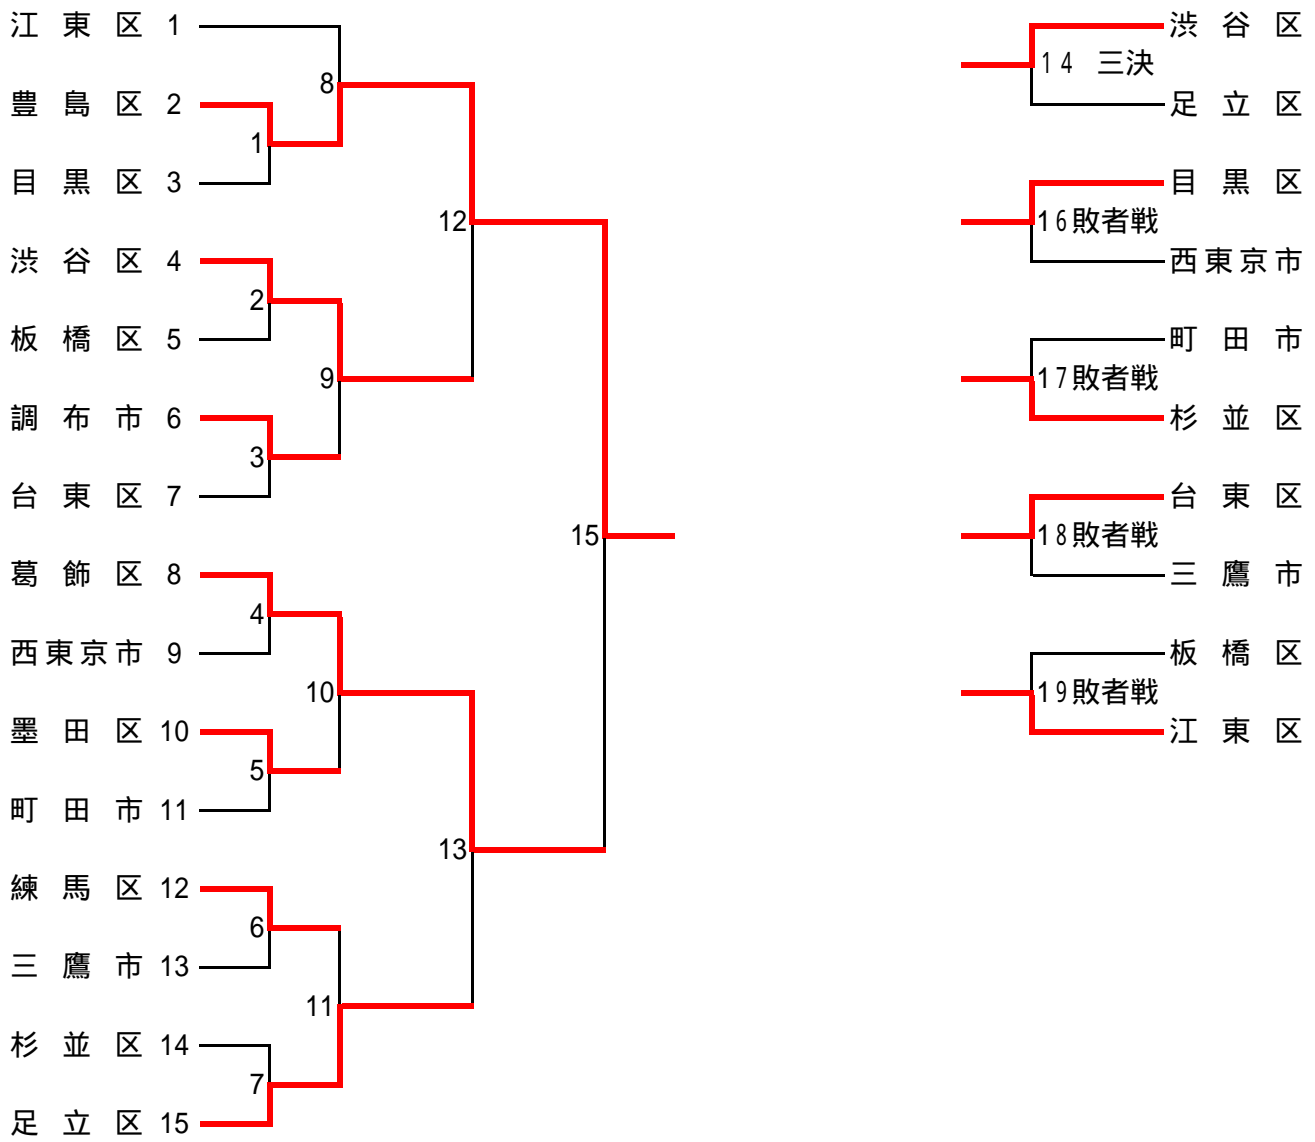 江東区 1
豊島区 2
目黒区 3
渋谷区 4
板橋区 5
調布市 6
台東区 7
葛飾区 8
西東京市 9
墨田区 10
町田市 11
練馬区 12
三鷹市 13
杉並区 14
足立区 15
1
2
3
4
5
6
7
8
9
10
11
12
13
15
渋谷区
14 三決
足立区
目黒区
16敗者戦
西東京市
町田市
17敗者戦
杉並区
台東区
18敗者戦
三鷹市
板橋区
19敗者戦
江東区